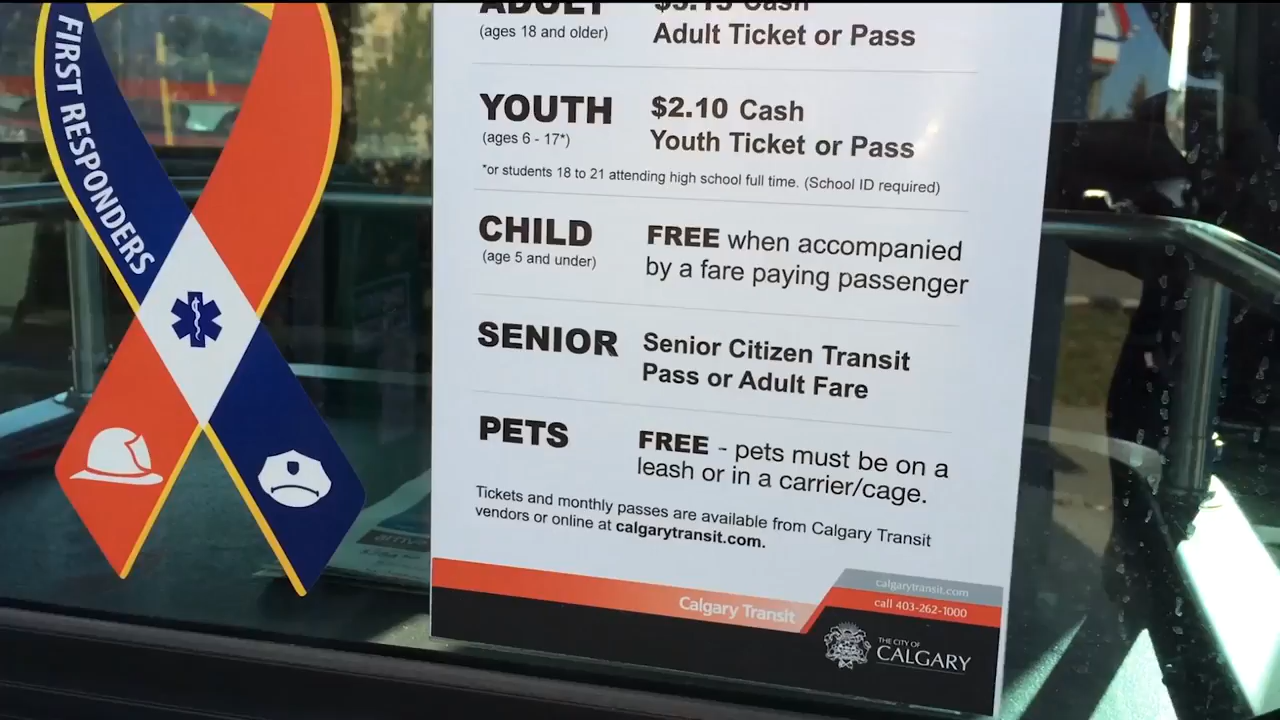 FIRST RESPONDERS
ADULT
$3.15 Cash
(ages 18 and older)
Adult Ticket or Pass
YOUTH
$2.10 Cash
(ages 6 - 17*)
Youth Ticket or Pass
*or students 18 to 21 attending high school full time. (School ID required)
CHILD
FREE when accompanied
(age 5 and under)
by a fare paying passenger
SENIOR
Senior Citizen Transit
Pass or Adult Fare
PETS
FREE - pets must be on a
leash or in a carrier/cage.
Tickets and monthly passes are available from Calgary Transit
vendors or online at calgarytransit.com.
calgarytransit.com
Calgary Transit
call 403-262-1000
THE CITY OF
CALGARY